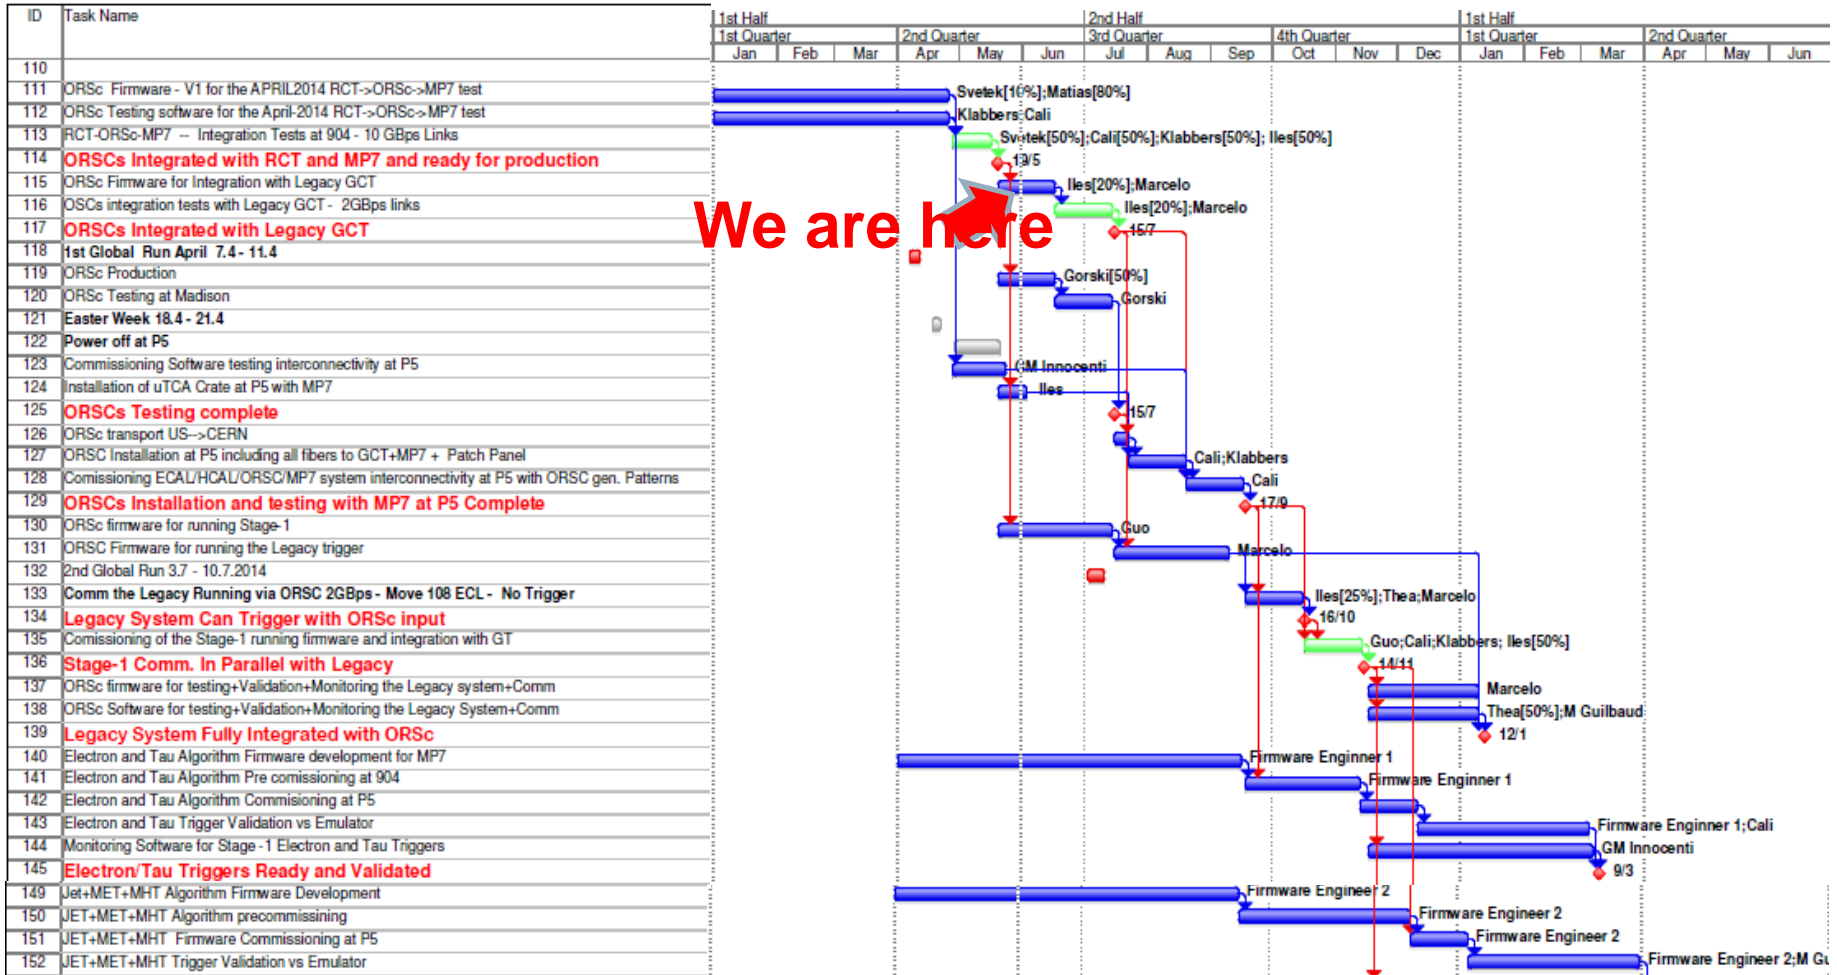 ID Task Name 1st Half 2nd Half 1st Half
1st Quarter 2nd Quarter 3rd Quarter 4th Quarter 1st Quarter 2nd Quarter
Jan Feb Mar Apr May Jun Jul Aug Sep Oct Nov Dec Jan Feb Mar Apr May Jun
110
111 ORSc Firmware - V1 for the APRIL2014 RCT->ORSc->MP7 test Svetek[10%];Matias[80%]
112 ORSc Testing software for the April-2014 RCT->ORSc->MP7 test Klabbers;Cali
113 RCT-ORSc-MP7 -- Integration Tests at 904 - 10 GBps Links Svetek[50%];Cali[50%];Klabbers[50%]; Iles[50%]
114 ORSCs Integrated with RCT and MP7 and ready for production 19/5
115 ORSc Firmware for Integration with Legacy GCT Iles[20%];Marcelo
116 OSCs integration tests with Legacy GCT - 2GBps links Iles[20%];Marcelo
We are here
117 ORSCs Integrated with Legacy GCT 15/7
118 1st Global Run April 7.4 - 11.4
119 ORSc Production Gorski[50%]
120 ORSc Testing at Madison Gorski
121 Easter Week 18.4 - 21.4
122 Power off at P5
123 Commissioning Software testing interconnectivity at P5 GM Innocenti
124 Installation of uTCA Crate at P5 with MP7 Iles
125 ORSCs Testing complete 15/7
126 ORSc transport US-->CERN
127 ORSC Installation at P5 including all fibers to GCT+MP7 + Patch Panel Cali;Klabbers
128 Comissioning ECAL/HCAL/ORSC/MP7 system interconnectivity at P5 with ORSC gen. Patterns Cali
129 ORSCs Installation and testing with MP7 at P5 Complete 17/9
130 ORSc firmware for running Stage-1 Guo
131 ORSC Firmware for running the Legacy trigger Marcelo
132 2nd Global Run 3.7 - 10.7.2014
133 Comm the Legacy Running via ORSC 2GBps - Move 108 ECL - No Trigger Iles[25%];Thea;Marcelo
134 Legacy System Can Trigger with ORSc input 16/10
135 Comissioning of the Stage-1 running firmware and integration with GT Guo;Cali;Klabbers; Iles[50%]
136 Stage-1 Comm. In Parallel with Legacy 14/11
137 ORSc firmware for testing+Validation+Monitoring the Legacy system+Comm Marcelo
138 ORSc Software for testing+Validation+Monitoring the Legacy System+Comm Thea[50%];M Guilbaud
139 Legacy System Fully Integrated with ORSc 12/1
140 Electron and Tau Algorithm Firmware development for MP7 Firmware Enginner 1
141 Electron and Tau Algorithm Pre comissioning at 904 Firmware Enginner 1
142 Electron and Tau Algorithm Commisioning at P5
143 Electron and Tau Trigger Validation vs Emulator Firmware Enginner 1;Cali
144 Monitoring Software for Stage -1 Electron and Tau Triggers GM Innocenti
145 Electron/Tau Triggers Ready and Validated 9/3
149 Jet+MET+MHT Algorithm Firmware Development Firmware Engineer 2
150 JET+MET+MHT Algorithm precommissining Firmware Engineer 2
151 JET+MET+MHT Firmware Commissioning at P5 Firmware Engineer 2
152 JET+MET+MHT Trigger Validation vs Emulator Firmware Engineer 2;M Gu